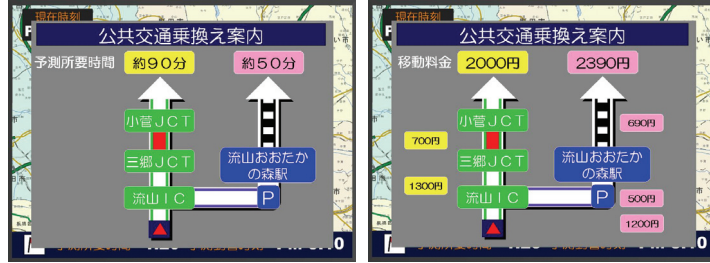 現在時刻
公共交通乗換え案内
予測所要時間
約90分
約50分
小菅JCT
三郷JCT
流山IC
流山おおたか
の森駅
P
現在時刻
公共交通乗換え案内
移動料金
2000円
2390円
小菅JCT
690円
700円
三郷JCT
流山おおたか
の森駅
1300円
流山IC
P
500円
1200円